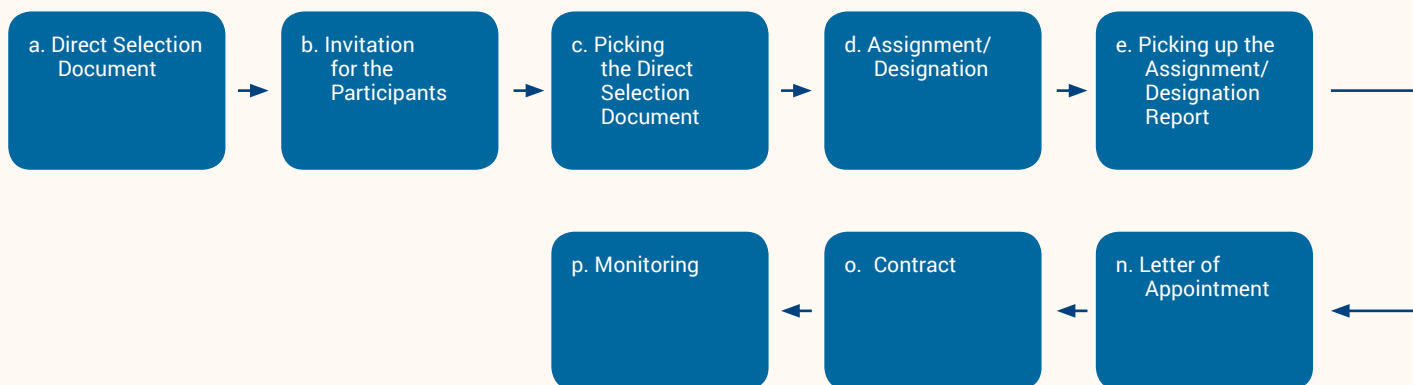 a. Direct Selection
Document
b. Invitation
for the
Participants
c. Picking
the Direct
Selection
Document
d. Assignment/
Designation
e. Picking up the
Assignment/
Designation
Report
n. Letter of
Appointment
o. Contract
p. Monitoring